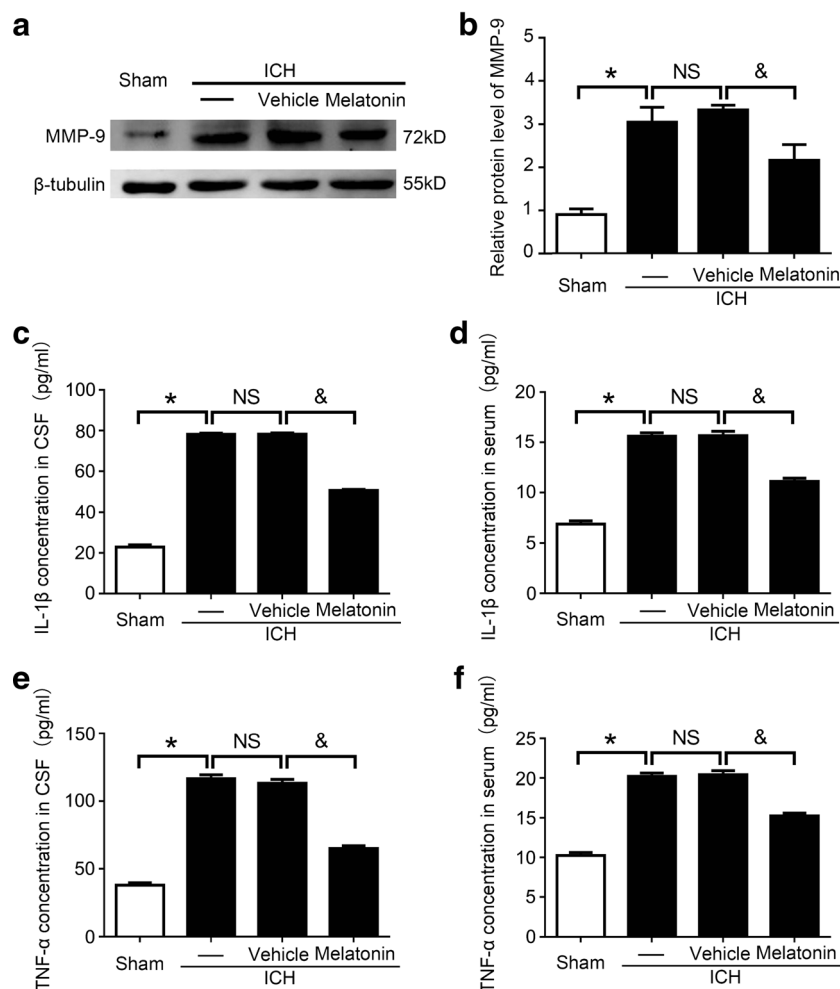 a
Sham
ICH
— Vehicle Melatonin
MMP-9 72kD
β-tubulin 55kD
b
Relative protein level of MMP-9
5
4
3
2
1
0
* NS &
Sham — Vehicle Melatonin
ICH
c
IL-1β concentration in CSF (pg/ml)
100
80
60
40
20
0
* NS &
Sham — Vehicle Melatonin
ICH
d
IL-1β concentration in serum (pg/ml)
20
15
10
5
0
* NS &
Sham — Vehicle Melatonin
ICH
e
TNF-α concentration in CSF (pg/ml)
150
100
50
0
* NS &
Sham — Vehicle Melatonin
ICH
f
TNF-α concentration in serum (pg/ml)
25
20
15
10
5
0
* NS &
Sham — Vehicle Melatonin
ICH